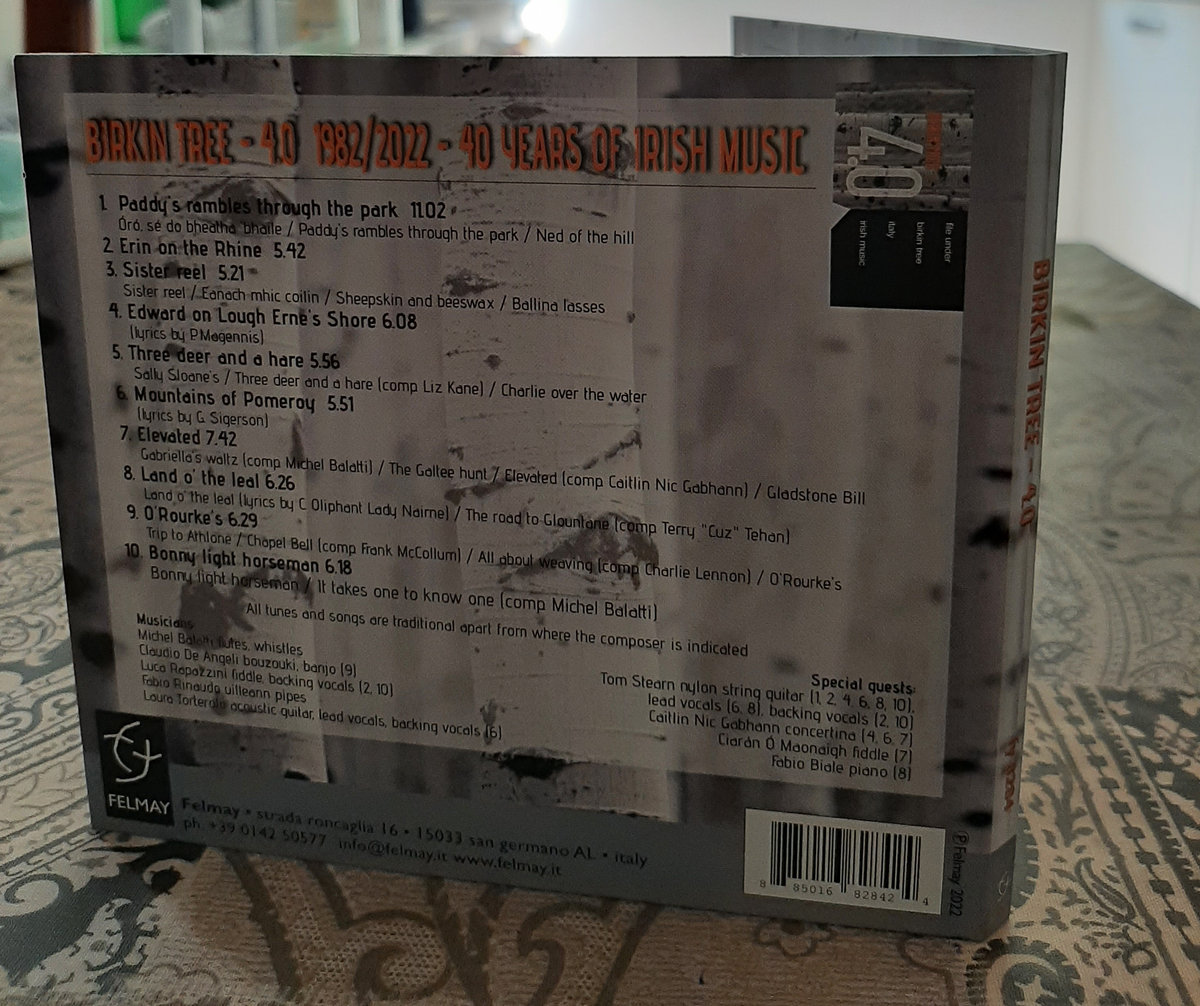 BIRKIN TREE - 4.0 1982/2022 - 40 YEARS OF IRISH MUSIC
1. Paddy's rambles through the park 11.02
Óró, sé do bheatha 'bhaile / Paddy's rambles through the park / Ned of the hill
2. Erin on the Rhine 5.42
3. Sister reel 5.21
Sister reel / Eanach mhic coilin / Sheepskin and beeswax / Ballina lasses
4. Edward on Lough Erne's Shore 6.08
(lyrics by P.Magennis)
5. Three deer and a hare 5.56
Sally Sloane's / Three deer and a hare (comp Liz Kane) / Charlie over the water
6. Mountains of Pomeroy 5.51
(lyrics by G. Sigerson)
7. Elevated 7.42
Gabriella's waltz (comp Michel Balatti) / The Gallee hunt / Elevated (comp Caitlin Nic Gabhann) / Gladstone Bill
8. Land o' the leal 6.26
Land o' the leal (lyrics by C. Oliphant Lady Nairne) / The road to Glountane (comp Terry "Cuz" Tehan)
9. O'Rourke's 6.29
Trip to Athlone / Chapel Bell (comp Frank McCollum) / All about weaving (comp Charlie Lennon) / O'Rourke's
10. Bonny light horseman 6.18
Bonny light horseman / It takes one to know one (comp Michel Balatti)
All tunes and songs are traditional apart from where the composer is indicated
Musicians
Michel Balatti flutes, whistles
Claudio De Angeli bouzouki, banjo (9)
Luca Rapazzini fiddle, backing vocals (2, 10)
Fabio Rinaudo uilleann pipes
Laura Torterolo acoustic guitar, lead vocals, backing vocals (6)
Special guests:
Tom Stearn nylon string guitar (1, 2, 4, 6, 8, 10),
lead vocals (6, 8), backing vocals (2, 10)
Caitlin Nic Gabhann concertina (4, 6, 7)
Ciarán Ó Maonaigh fiddle (7)
Fabio Biale piano (8)
FELMAY
Felmay • strada roncaglia 16 • 15033 san germano AL • italy
ph. +39 0142 50577 info@felmay.it www.felmay.it
4.0
file under
birkin tree
italy
irish music
8 85016 82842 4
℗ Felmay 2022
BIRKIN TREE - 4.0